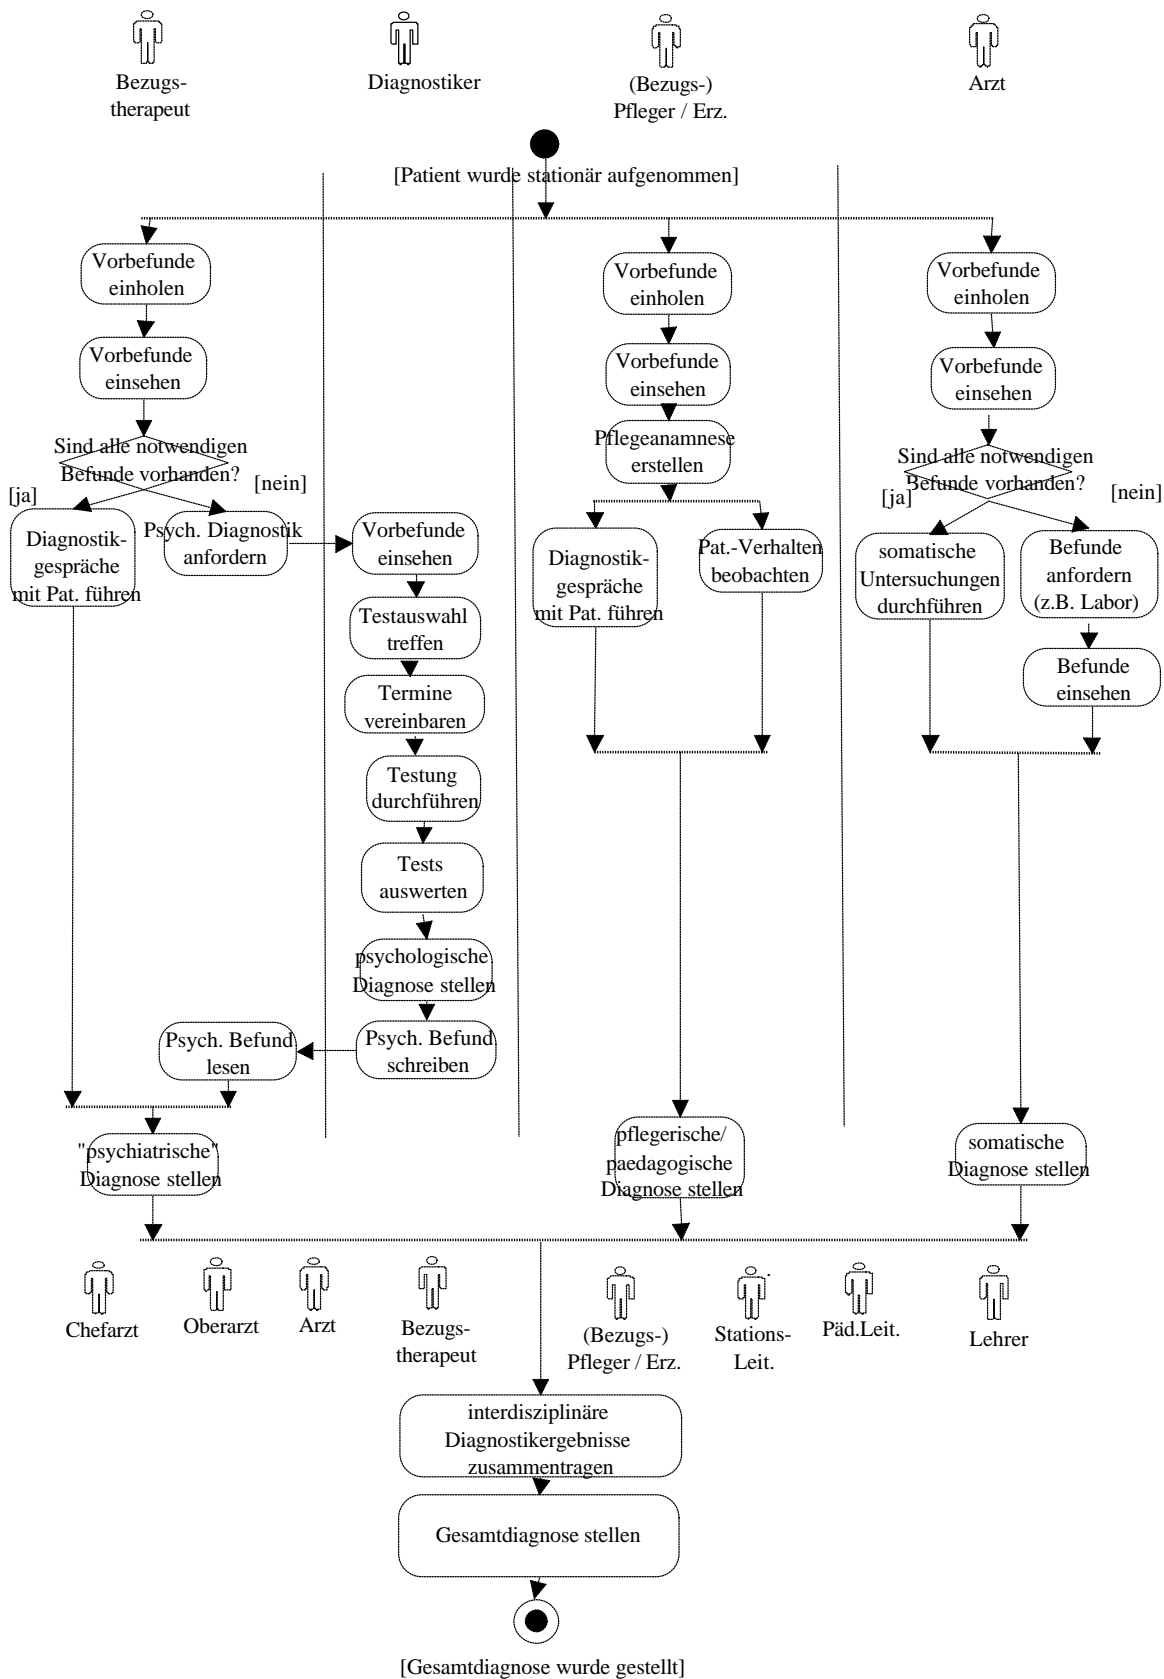 Bezugs-
therapeut
Diagnostiker
(Bezugs-)
Pfleger / Erz.
Arzt
[Patient wurde stationär aufgenommen]
Vorbefunde
einholen
Vorbefunde
einholen
Vorbefunde
einholen
Vorbefunde
einsehen
Vorbefunde
einsehen
Vorbefunde
einsehen
Sind alle notwendigen
Befunde vorhanden?
[ja]
[nein]
Pflegeanamnese
erstellen
Sind alle notwendigen
Befunde vorhanden?
[ja]
[nein]
Diagnostik-
gespräche
mit Pat. führen
Psych. Diagnostik
anfordern
Vorbefunde
einsehen
Diagnostik-
gespräche
mit Pat. führen
Pat.-Verhalten
beobachten
somatische
Untersuchungen
durchführen
Befunde
anfordern
(z.B. Labor)
Testauswahl
treffen
Befunde
einsehen
Termine
vereinbaren
Testung
durchführen
Tests
auswerten
psychologische
Diagnose stellen
Psych. Befund
lesen
Psych. Befund
schreiben
"psychiatrische"
Diagnose stellen
pflegerische/
paedagogische
Diagnose stellen
somatische
Diagnose stellen
Chefarzt
Oberarzt
Arzt
Bezugs-
therapeut
(Bezugs-)
Pfleger / Erz.
Stations-
Leit.
Päd.Leit.
Lehrer
interdisziplinäre
Diagnostikergebnisse
zusammentragen
Gesamtdiagnose stellen
[Gesamtdiagnose wurde gestellt]